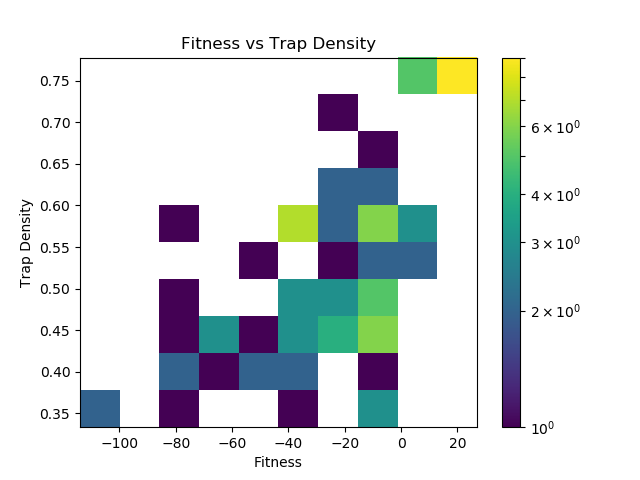 Fitness vs Trap Density
Trap Density
0.75
0.70
0.65
0.60
0.55
0.50
0.45
0.40
0.35
−100 −80 −60 −40 −20 0 20
Fitness
6 × 10⁰
4 × 10⁰
3 × 10⁰
2 × 10⁰
10⁰